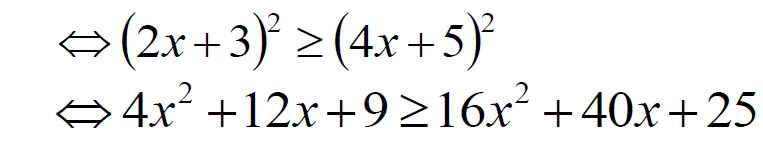 ⇔(2x+3)² ≥ (4x+5)²
⇔ 4x² +12x+9 ≥ 16x² +40x+25